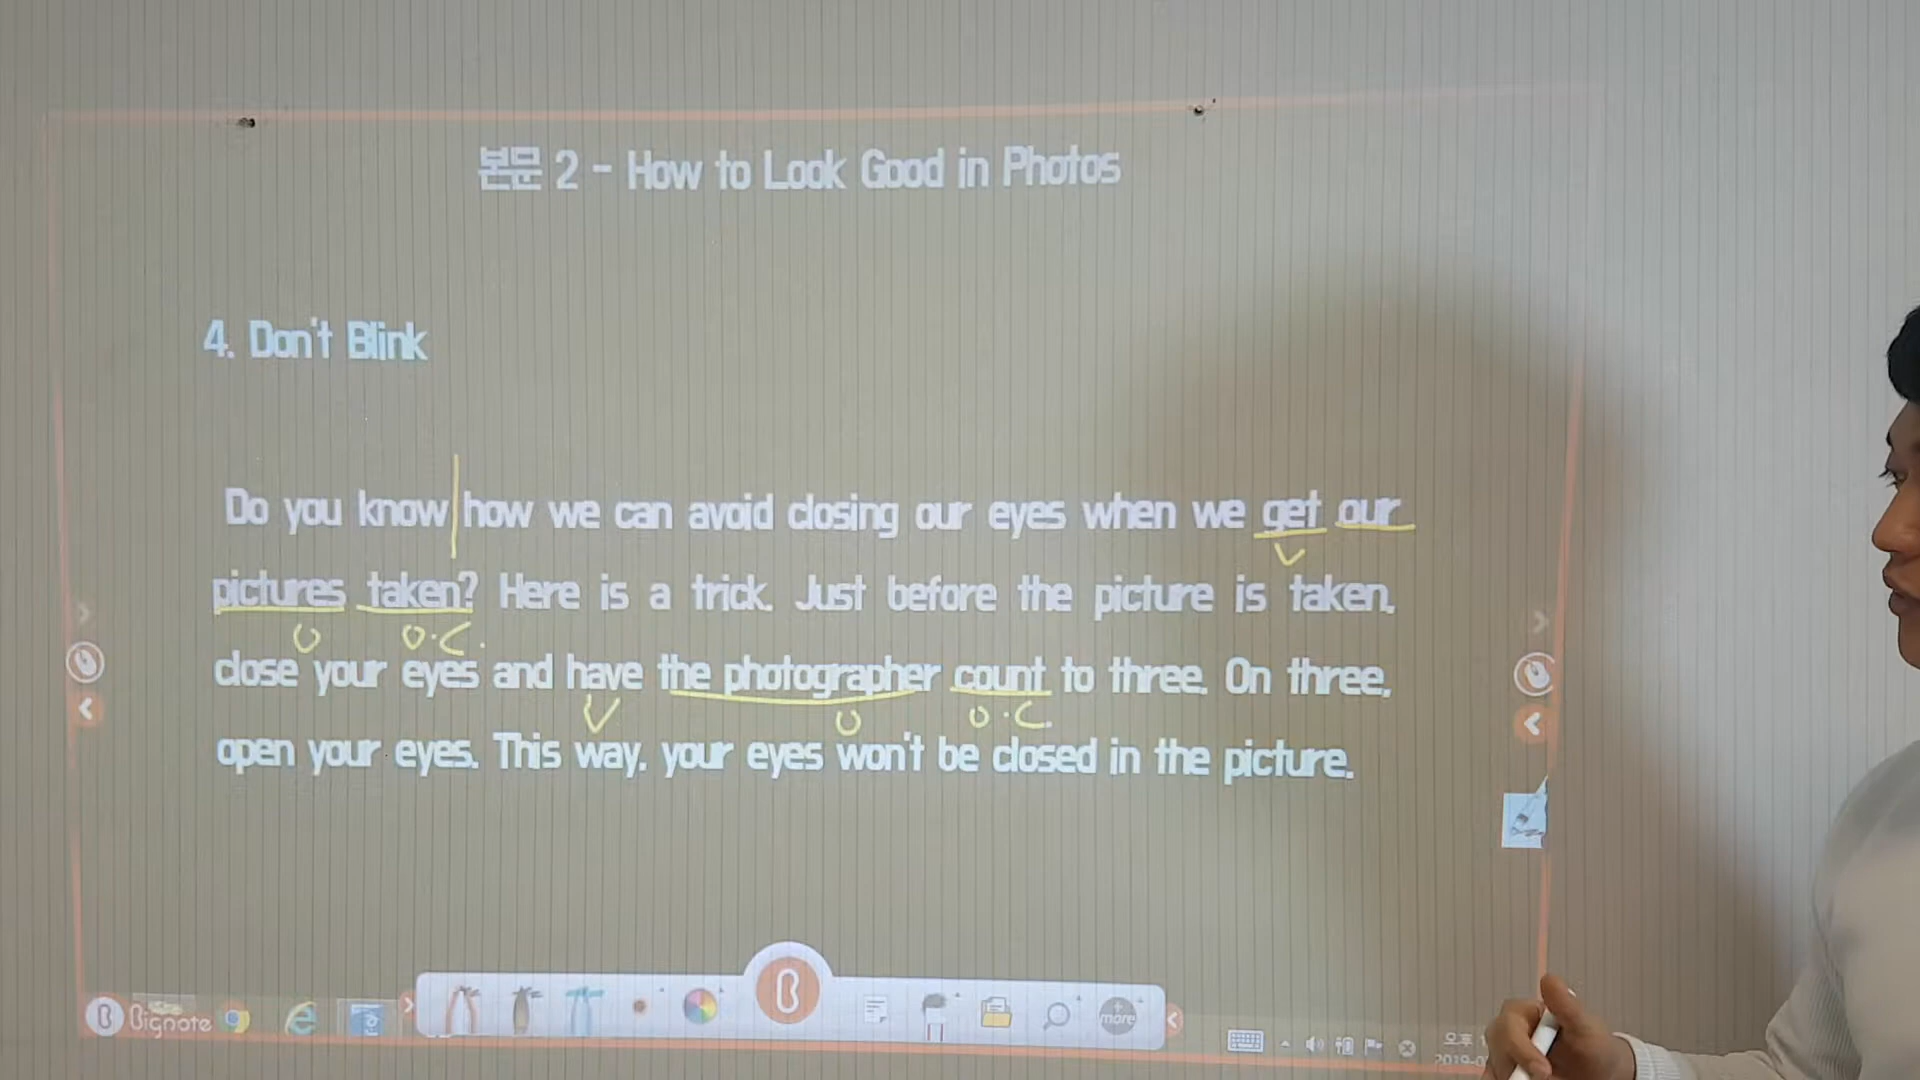 본문 2 - How to Look Good in Photos
4. Don't Blink
Do you know how we can avoid closing our eyes when we get our
V
pictures taken? Here is a trick. Just before the picture is taken,
O O.C.
close your eyes and have the photographer count to three. On three,
V O O.C.
open your eyes. This way, your eyes won't be closed in the picture.
Bignote
more
오후